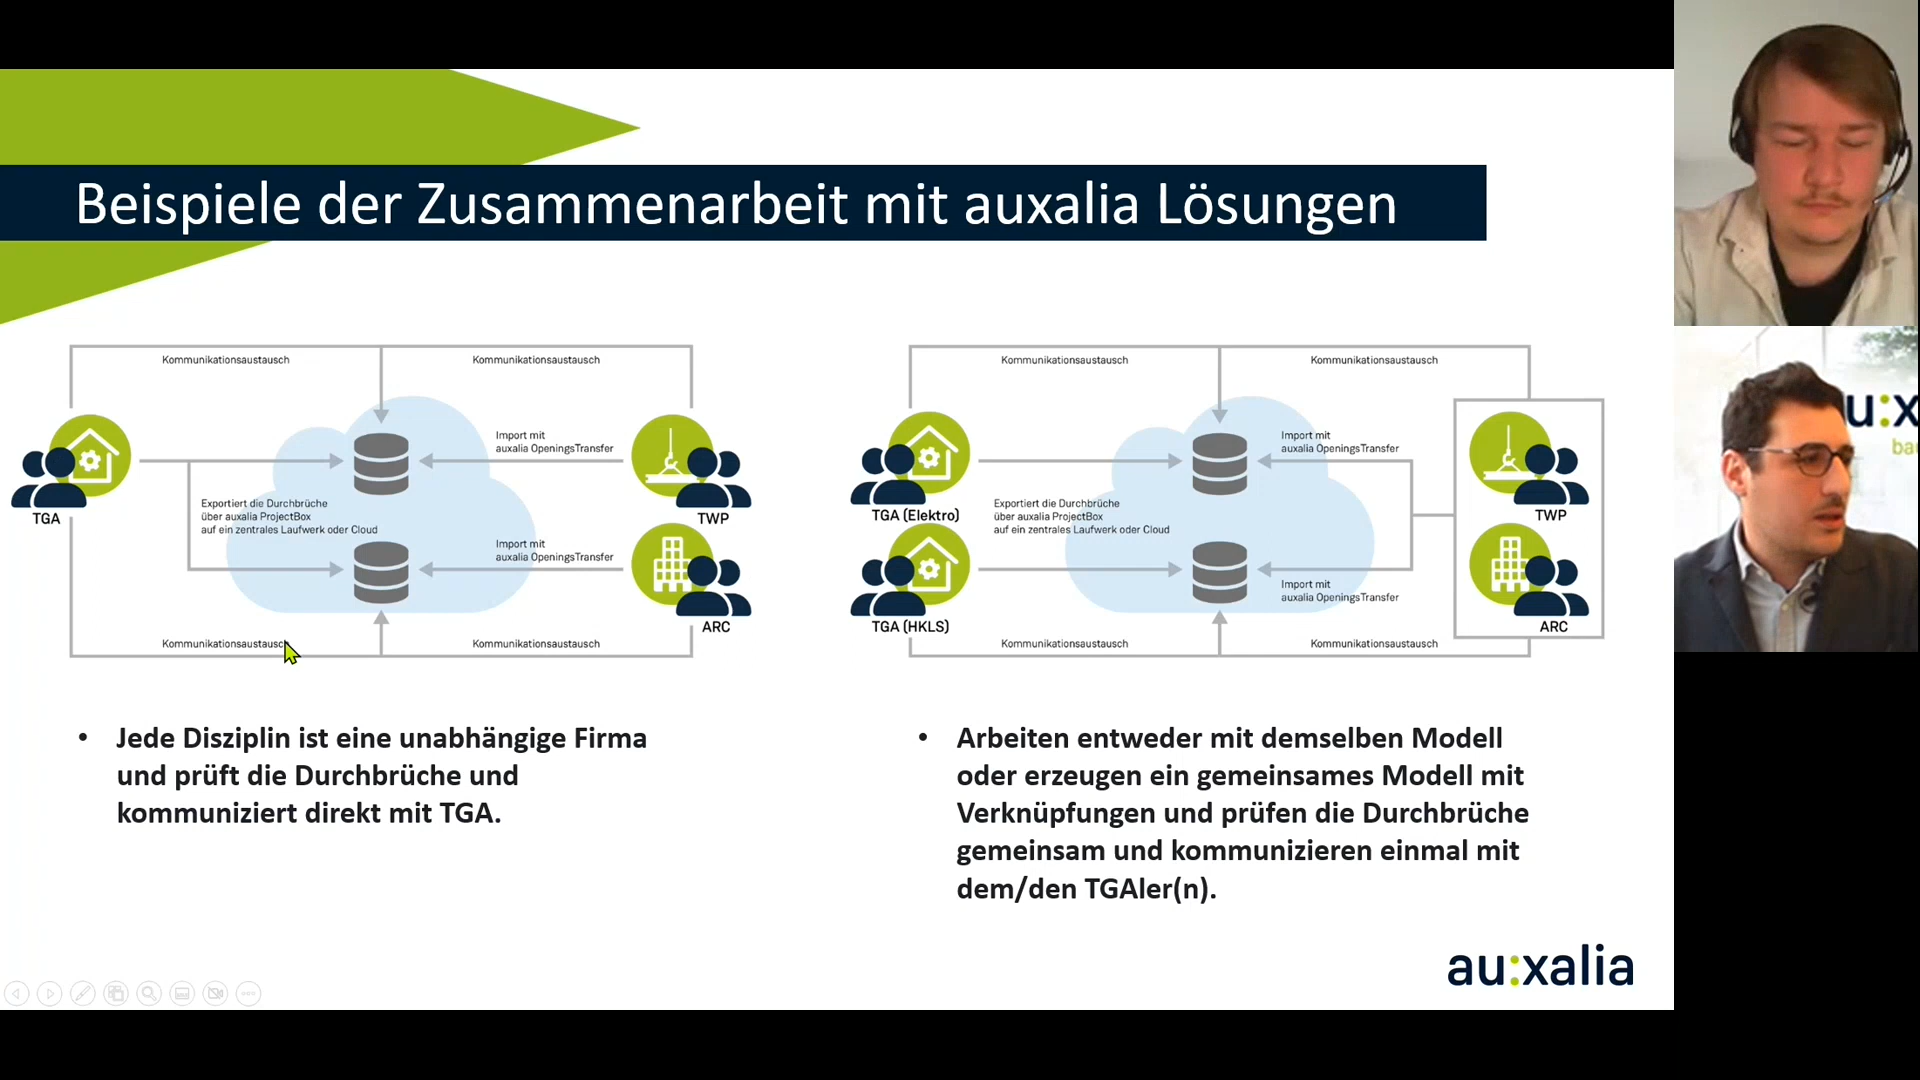 Beispiele der Zusammenarbeit mit auxalia Lösungen
Kommunikationsaustausch
Kommunikationsaustausch
Import mit
auxalia OpeningsTransfer
TGA
Exportiert die Durchbrüche
über auxalia ProjectBox
auf ein zentrales Laufwerk oder Cloud
TWP
Import mit
auxalia OpeningsTransfer
ARC
Kommunikationsaustausch
Kommunikationsaustausch
Kommunikationsaustausch
Kommunikationsaustausch
Import mit
auxalia OpeningsTransfer
TGA (Elektro)
Exportiert die Durchbrüche
über auxalia ProjectBox
auf ein zentrales Laufwerk oder Cloud
TWP
Import mit
auxalia OpeningsTransfer
TGA (HKLS)
ARC
Kommunikationsaustausch
Kommunikationsaustausch
• Jede Disziplin ist eine unabhängige Firma
und prüft die Durchbrüche und
kommuniziert direkt mit TGA.
• Arbeiten entweder mit demselben Modell
oder erzeugen ein gemeinsames Modell mit
Verknüpfungen und prüfen die Durchbrüche
gemeinsam und kommunizieren einmal mit
dem/den TGAler(n).
au:xalia
u:x
ba